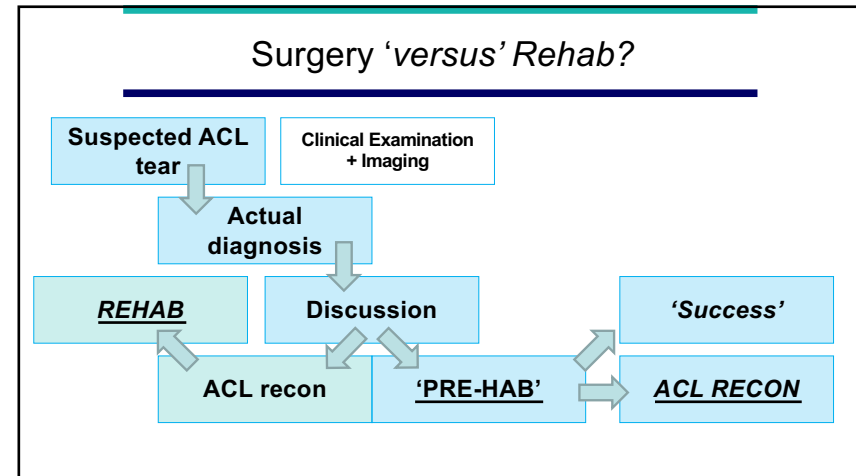 Surgery ‘versus’ Rehab?
Suspected ACL
tear
Clinical Examination
+ Imaging
Actual
diagnosis
REHAB
Discussion
‘Success’
ACL recon
‘PRE-HAB’
ACL RECON